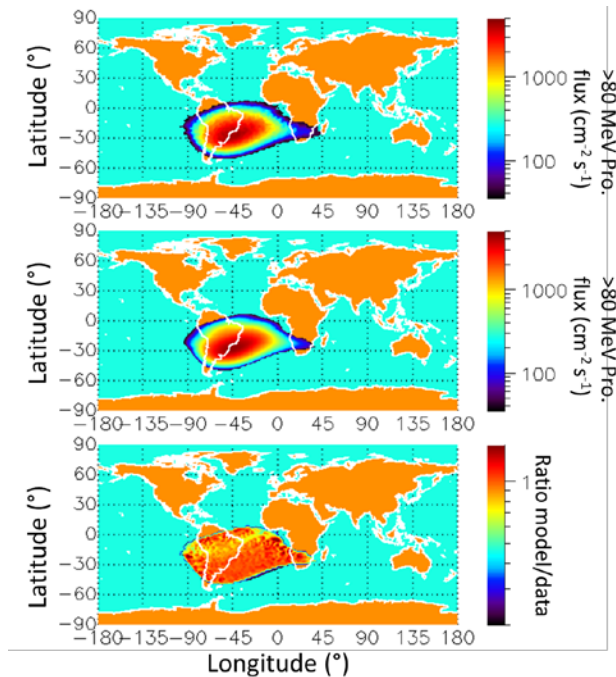 90
60
30
0
−30
−60
−90
Latitude (°)
−180−135−90 −45 0 45 90 135 180
1000
100
>80 MeV Pro.
flux (cm⁻² s⁻¹)
90
60
30
0
−30
−60
−90
Latitude (°)
−180−135−90 −45 0 45 90 135 180
1000
100
>80 MeV Pro.
flux (cm⁻² s⁻¹)
90
60
30
0
−30
−60
−90
Latitude (°)
−180−135−90 −45 0 45 90 135 180
1
Ratio model/data
Longitude (°)